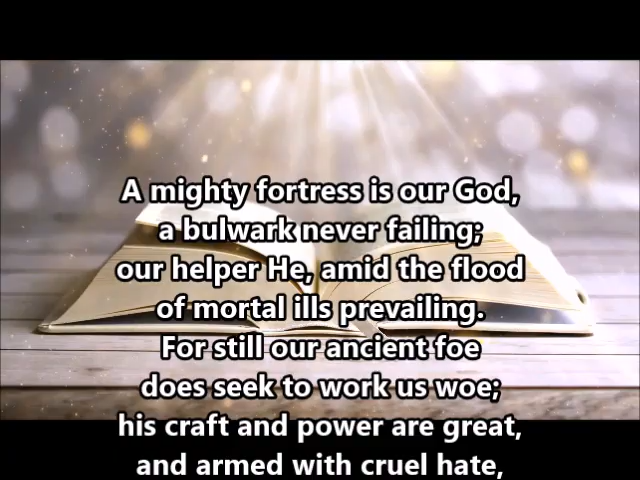 A mighty fortress is our God,
a bulwark never failing;
our helper He, amid the flood
of mortal ills prevailing.
For still our ancient foe
does seek to work us woe;
his craft and power are great,
and armed with cruel hate,